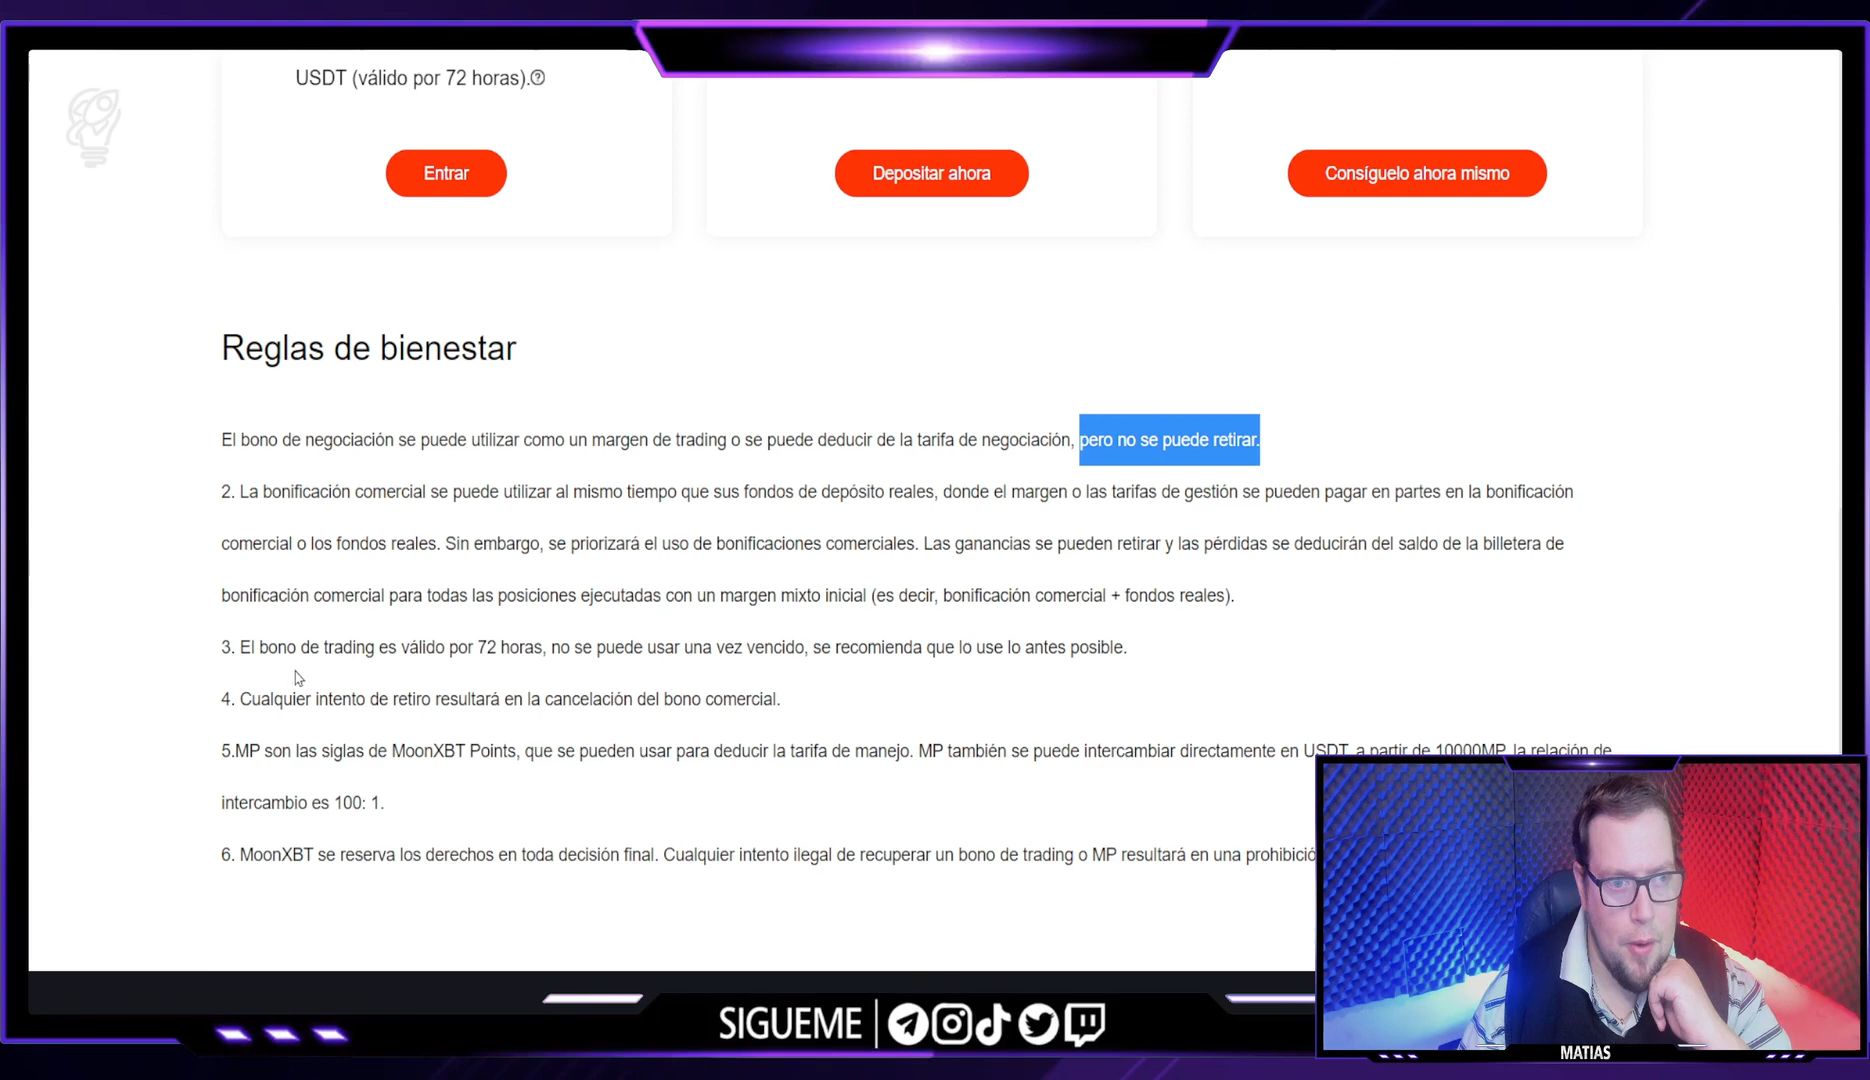 USDT (válido por 72 horas).
Entrar
Depositar ahora
Consíguelo ahora mismo
Reglas de bienestar
El bono de negociación se puede utilizar como un margen de trading o se puede deducir de la tarifa de negociación, pero no se puede retirar.
2. La bonificación comercial se puede utilizar al mismo tiempo que sus fondos de depósito reales, donde el margen o las tarifas de gestión se pueden pagar en partes en la bonificación
comercial o los fondos reales. Sin embargo, se priorizará el uso de bonificaciones comerciales. Las ganancias se pueden retirar y las pérdidas se deducirán del saldo de la billetera de
bonificación comercial para todas las posiciones ejecutadas con un margen mixto inicial (es decir, bonificación comercial + fondos reales).
3. El bono de trading es válido por 72 horas, no se puede usar una vez vencido, se recomienda que lo use lo antes posible.
4. Cualquier intento de retiro resultará en la cancelación del bono comercial.
5.MP son las siglas de MoonXBT Points, que se pueden usar para deducir la tarifa de manejo. MP también se puede intercambiar directamente en USDT, a partir de 10000MP, la relación de
intercambio es 100: 1.
6. MoonXBT se reserva los derechos en toda decisión final. Cualquier intento ilegal de recuperar un bono de trading o MP resultará en una
SIGUEME
MATIAS